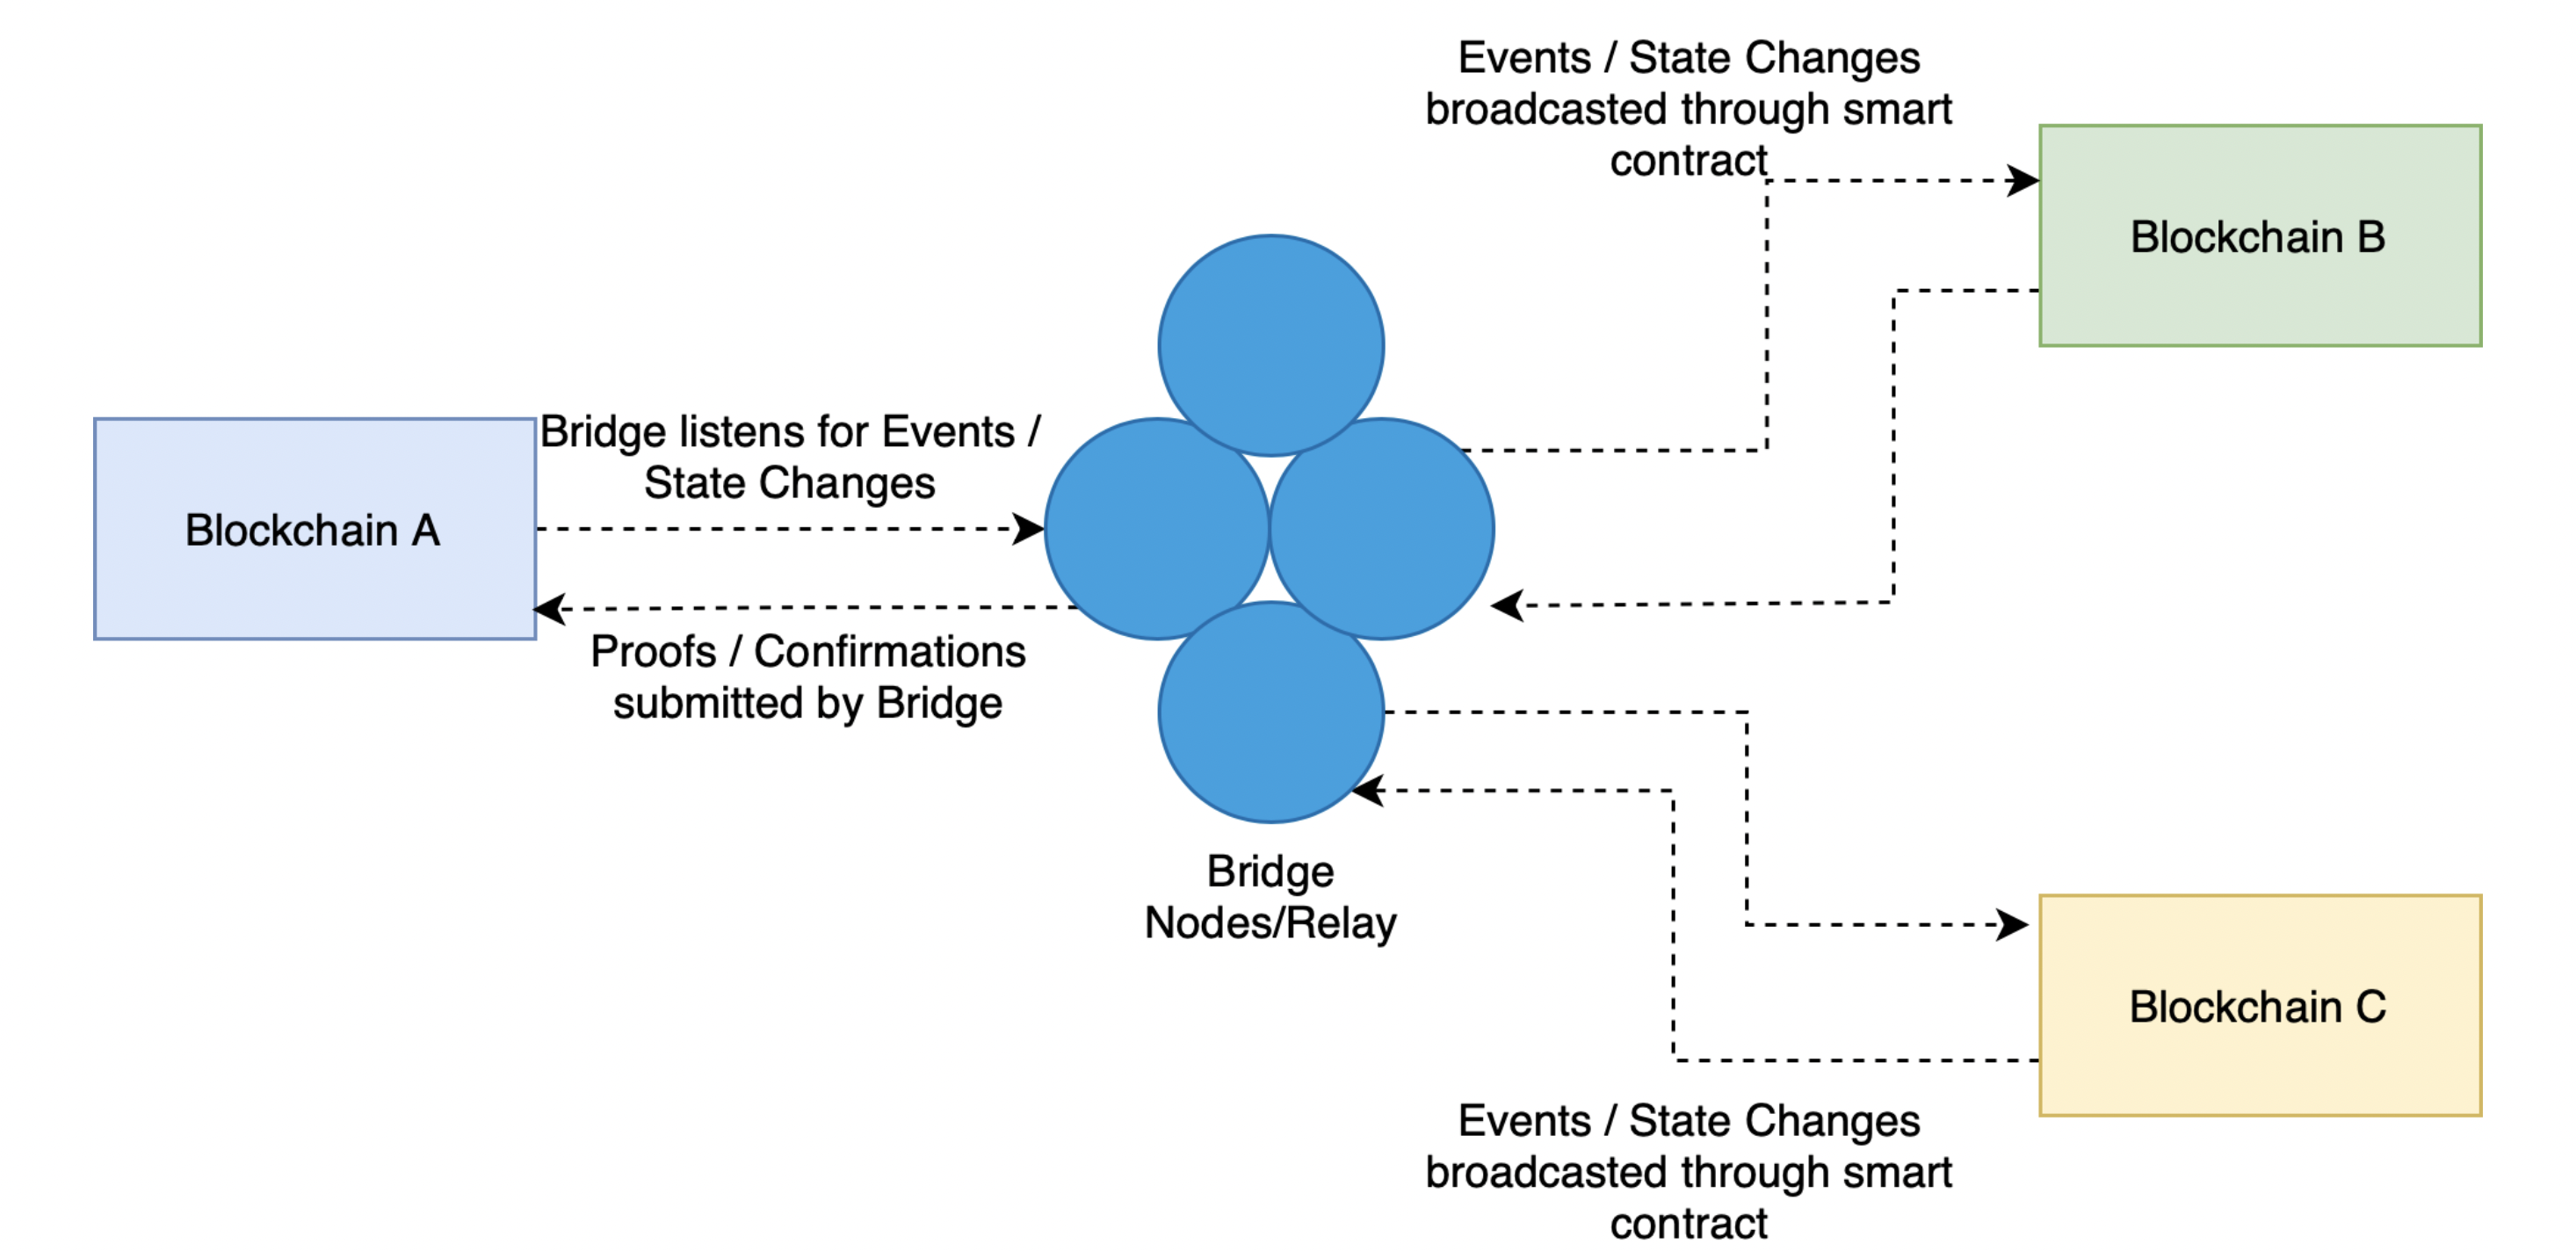 Events / State Changes
broadcasted through smart
contract
Blockchain B
Bridge listens for Events /
State Changes
Blockchain A
Proofs / Confirmations
submitted by Bridge
Bridge
Nodes/Relay
Blockchain C
Events / State Changes
broadcasted through smart
contract